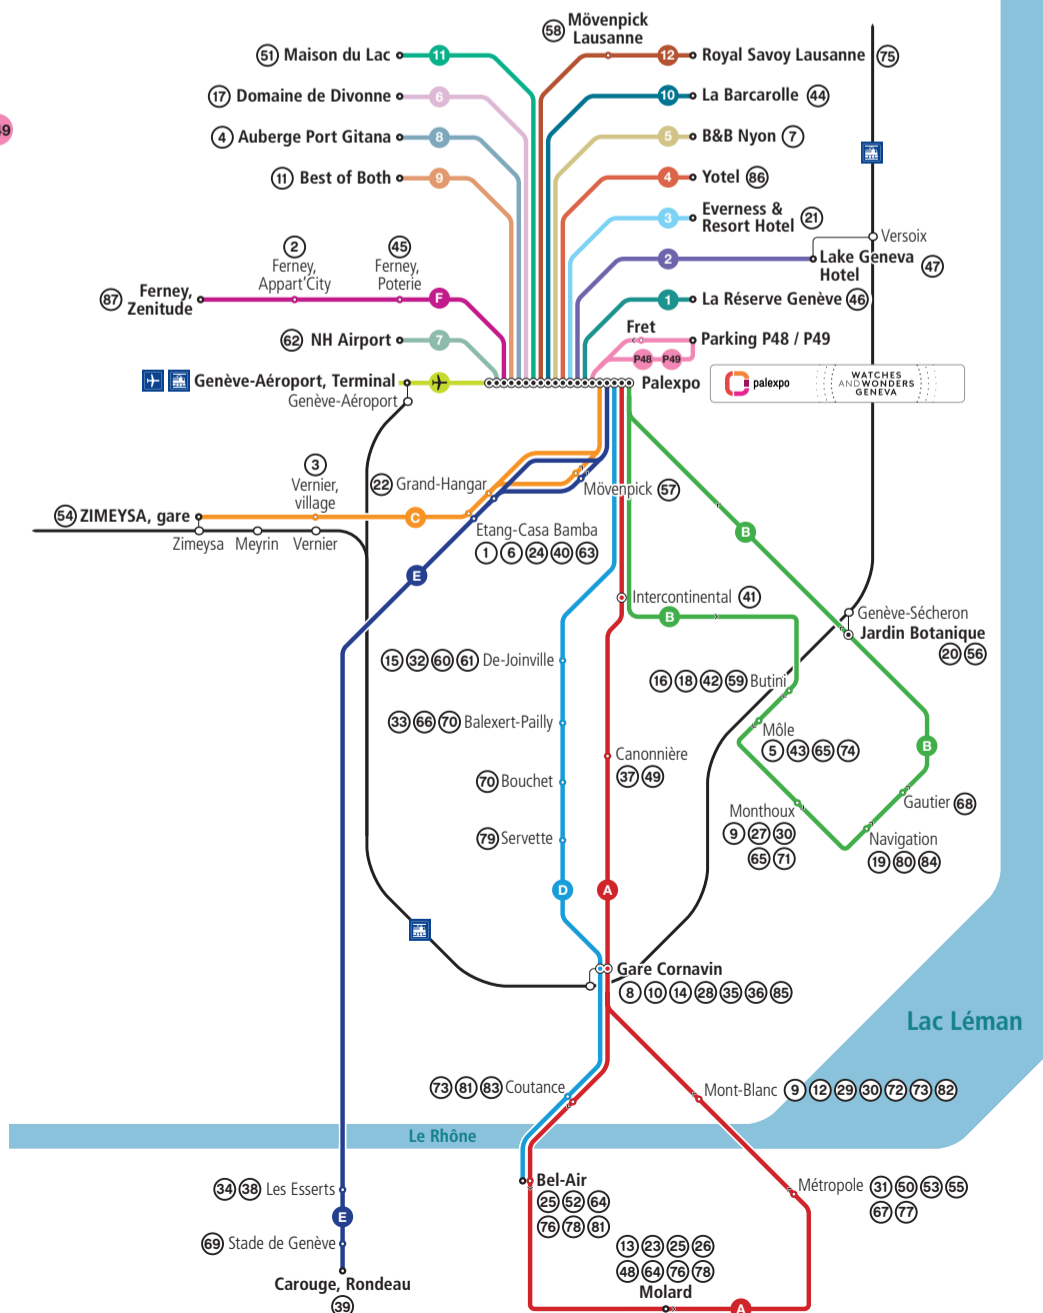 58 Mövenpick
Lausanne
51 Maison du Lac 11
12 Royal Savoy Lausanne 75
17 Domaine de Divonne 6
10 La Barcarolle 44
49
4 Auberge Port Gitana 8
5 B&B Nyon 7
11 Best of Both 9
4 Yotel 86
3 Everness &
Resort Hotel 21
2
Ferney,
Appart'City
45
Ferney,
Poterie
Versoix
2 Lake Geneva
Hotel 47
87 Ferney,
Zenitude
F
1 La Réserve Genève 46
62 NH Airport 7
Fret
Parking P48 / P49
P48 P49
Genève-Aéroport, Terminal
Genève-Aéroport
Palexpo
palexpo
WATCHES
AND WONDERS
GENEVA
3
Vernier,
village
22 Grand-Hangar
Mövenpick 57
54 ZIMEYSA, gare
C
Zimeysa Meyrin Vernier
Etang-Casa Bamba
1 6 24 40 63
B
E
Intercontinental 41
B
Genève-Sécheron
Jardin Botanique
20 56
15 32 60 61 De-Joinville
16 18 42 59 Butini
33 66 70 Balexert-Pailly
Môle
5 43 65 74
B
Canonnière
37 49
70 Bouchet
Gautier 68
Monthoux
9 27 30
65 71
79 Servette
Navigation
19 80 84
D A
Gare Cornavin
8 10 14 28 35 36 85
Lac Léman
73 81 83 Coutance
Mont-Blanc 9 12 29 30 72 73 82
Le Rhône
34 38 Les Esserts
Bel-Air
25 52 64
76 78 81
Métropole 31 50 53 55
67 77
E
69 Stade de Genève
13 23 25 26
48 64 76 78
Molard
Carouge, Rondeau
39
A